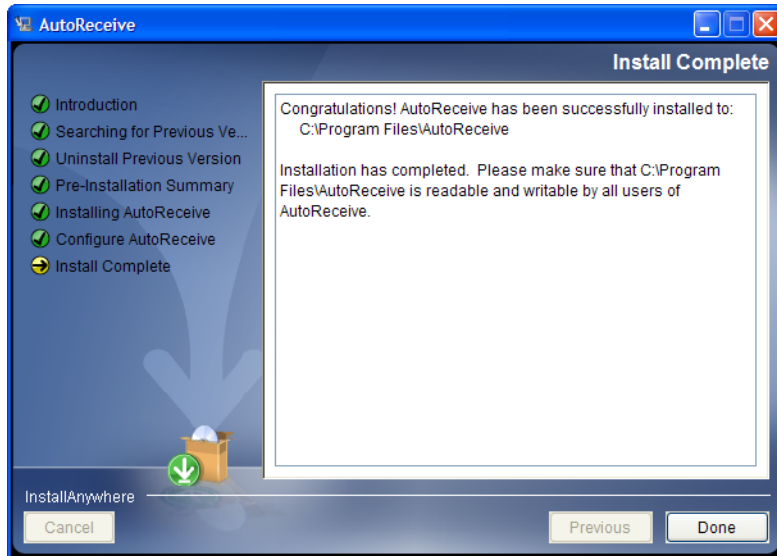 AutoReceive
Install Complete
Introduction
Searching for Previous Ve...
Uninstall Previous Version
Pre-Installation Summary
Installing AutoReceive
Configure AutoReceive
Install Complete
Congratulations! AutoReceive has been successfully installed to:
C:\Program Files\AutoReceive
Installation has completed. Please make sure that C:\Program
Files\AutoReceive is readable and writable by all users of
AutoReceive.
InstallAnywhere
Cancel
Previous
Done